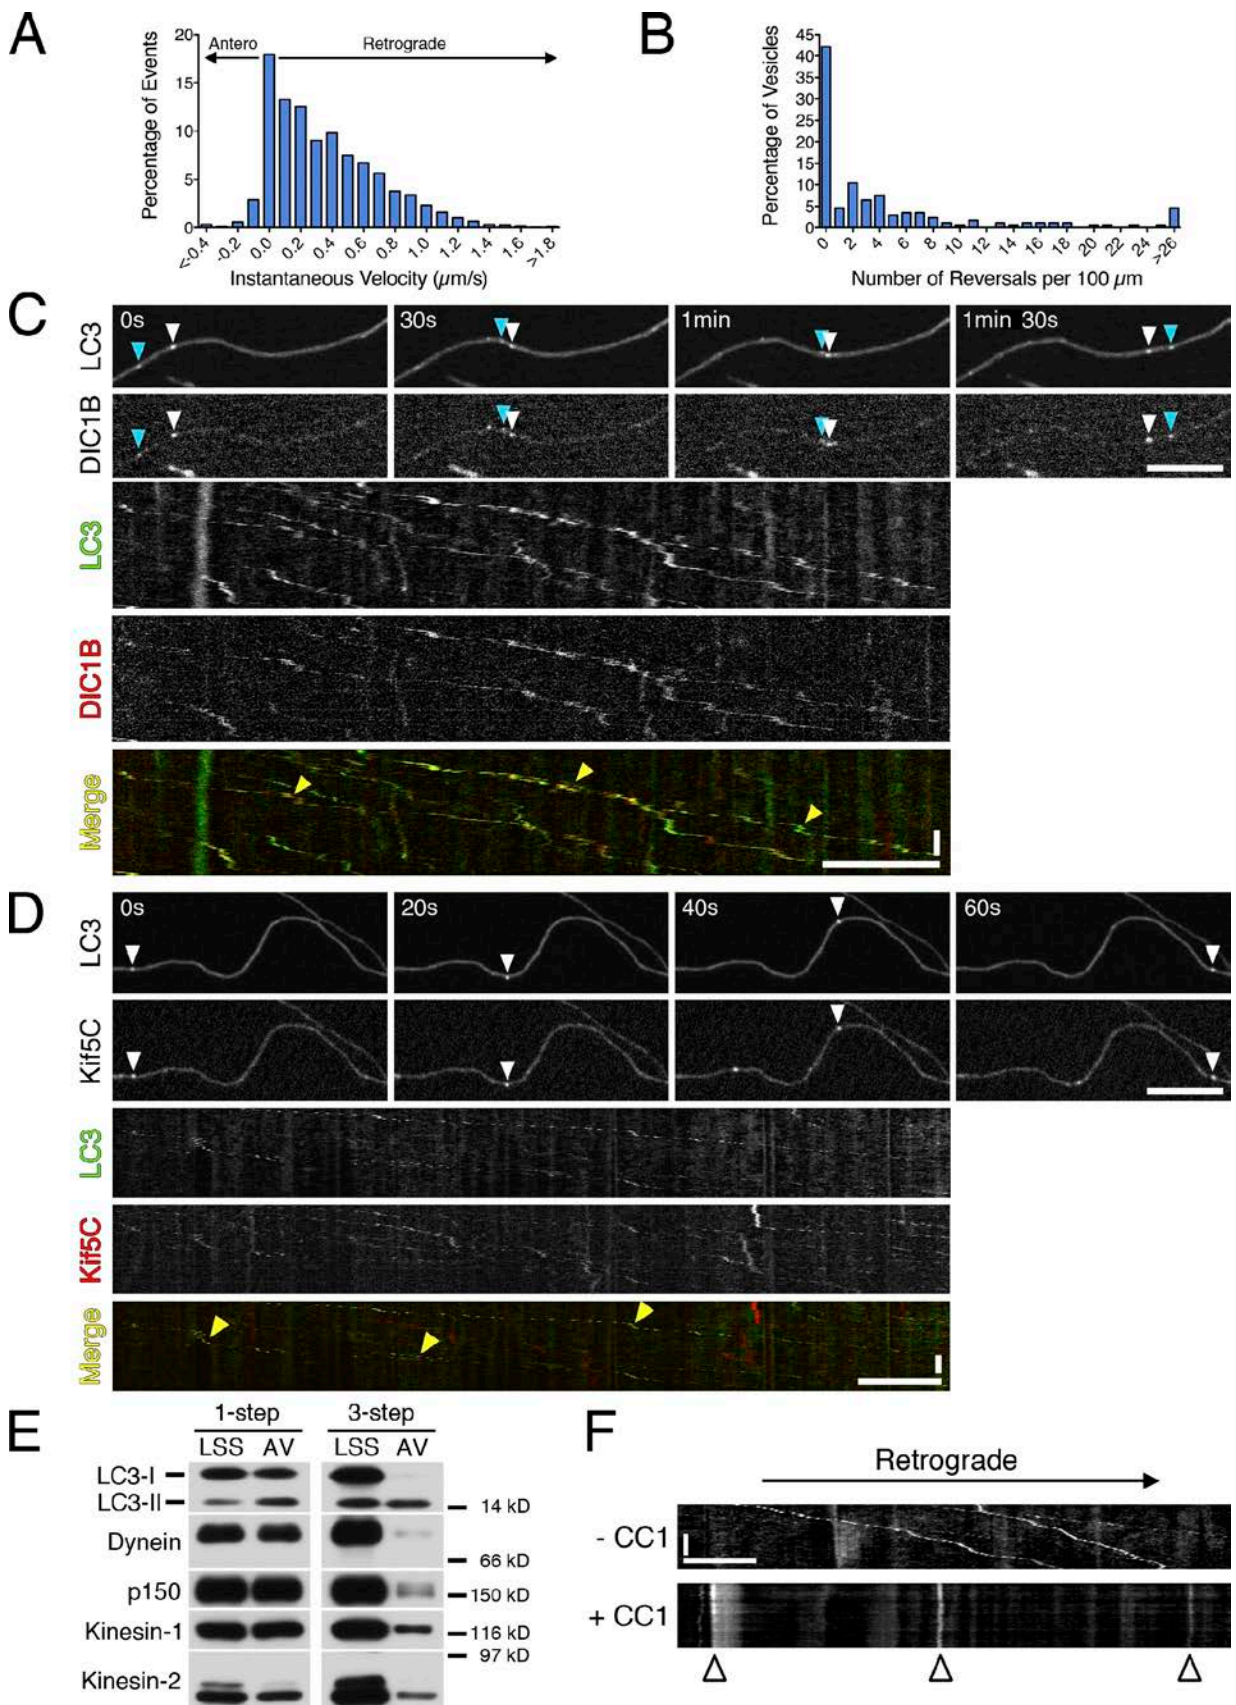 A
Percentage of Events
20
15
10
5
0
Antero
Retrograde
<-0.4
-0.2
0.0
0.2
0.4
0.6
0.8
1.0
1.2
1.4
1.6
>1.8
Instantaneous Velocity (µm/s)
B
Percentage of Vesicles
45
40
35
30
25
20
15
10
5
0
0
2
4
6
8
10
12
14
16
18
20
22
24
>26
Number of Reversals per 100 µm
C
LC3
0s
30s
1min
1min 30s
DIC1B
LC3
DIC1B
Merge
D
LC3
0s
20s
40s
60s
Kif5C
LC3
Kif5C
Merge
E
1-step
3-step
LSS AV
LSS AV
LC3-I
LC3-II
14 kD
Dynein
66 kD
p150
150 kD
Kinesin-1
116 kD
97 kD
Kinesin-2
F
Retrograde
- CC1
+ CC1